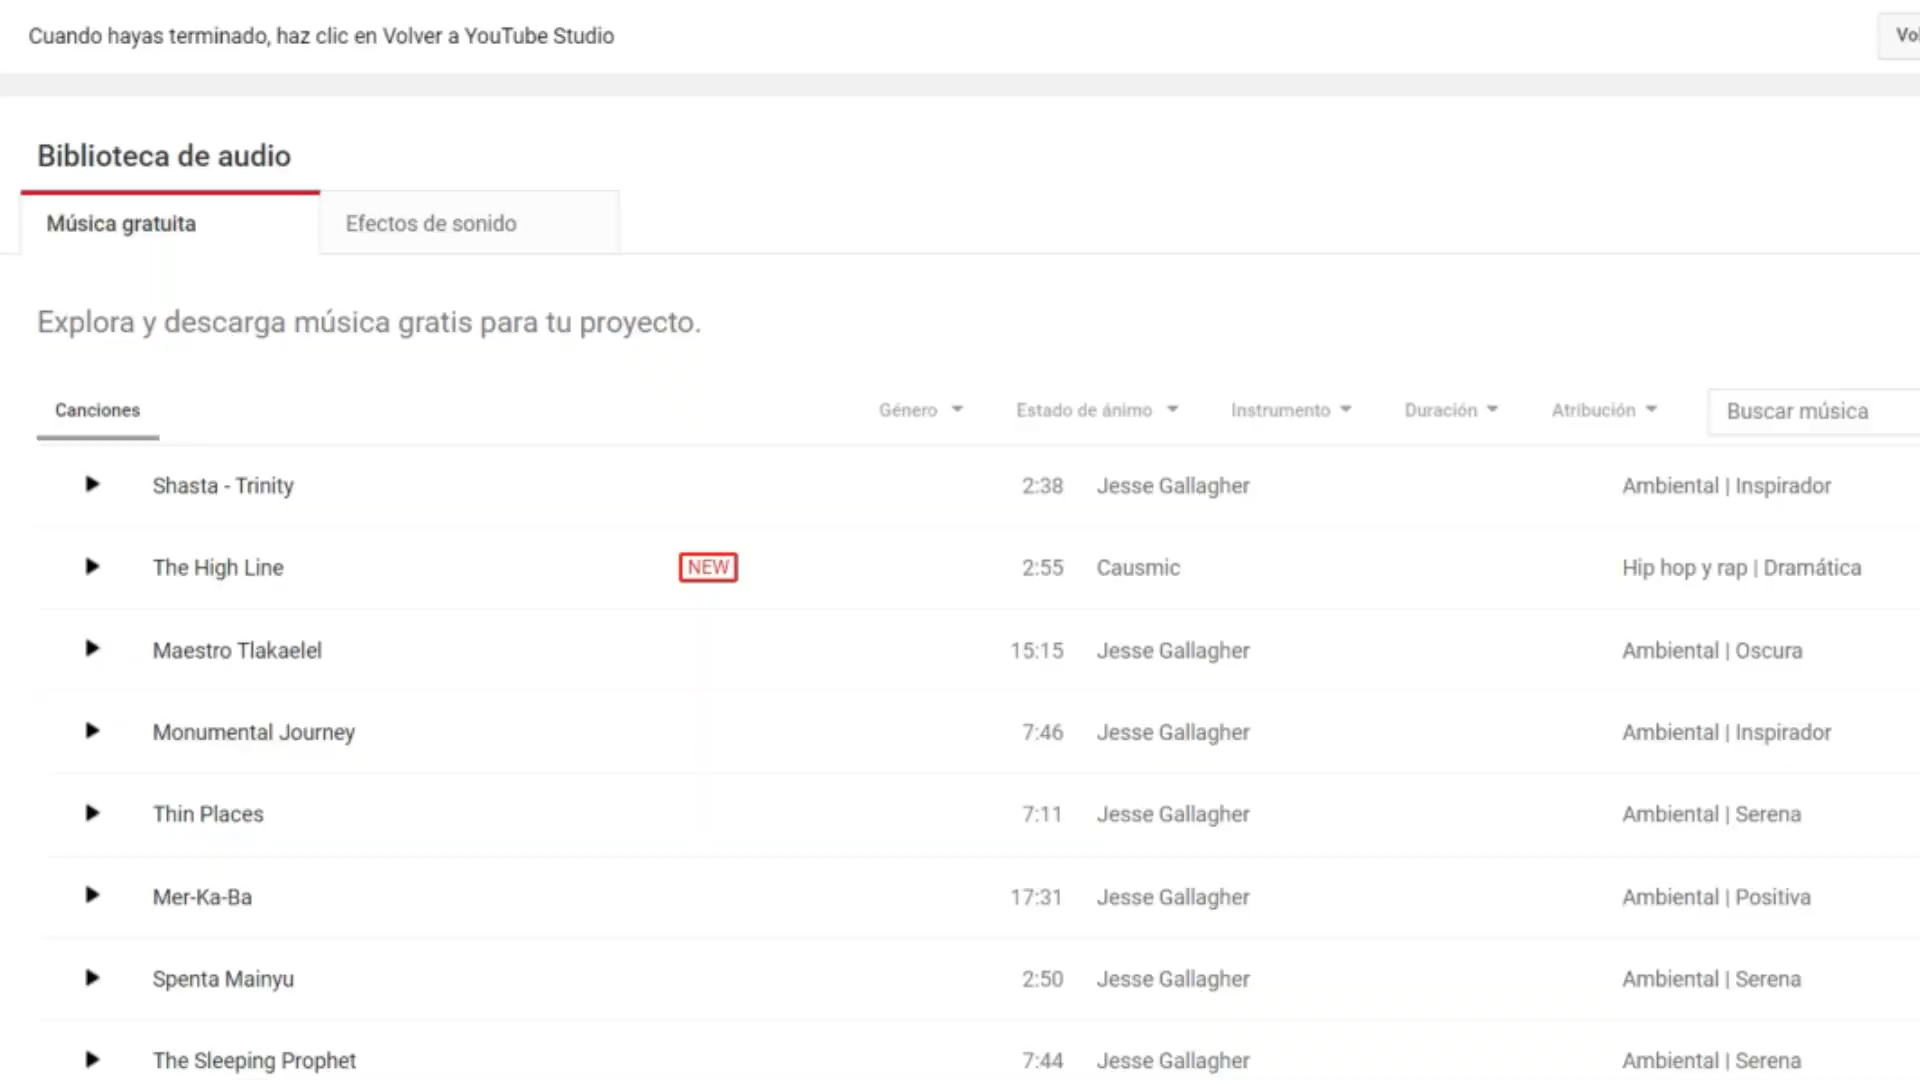 Cuando hayas terminado, haz clic en Volver a YouTube Studio
Biblioteca de audio
Música gratuita Efectos de sonido
Explora y descarga música gratis para tu proyecto.
Canciones Género Estado de ánimo Instrumento Duración Atribución Buscar música
Shasta - Trinity 2:38 Jesse Gallagher Ambiental | Inspirador
The High Line NEW 2:55 Causmic Hip hop y rap | Dramática
Maestro Tlakaelel 15:15 Jesse Gallagher Ambiental | Oscura
Monumental Journey 7:46 Jesse Gallagher Ambiental | Inspirador
Thin Places 7:11 Jesse Gallagher Ambiental | Serena
Mer-Ka-Ba 17:31 Jesse Gallagher Ambiental | Positiva
Spenta Mainyu 2:50 Jesse Gallagher Ambiental | Serena
The Sleeping Prophet 7:44 Jesse Gallagher Ambiental | Serena